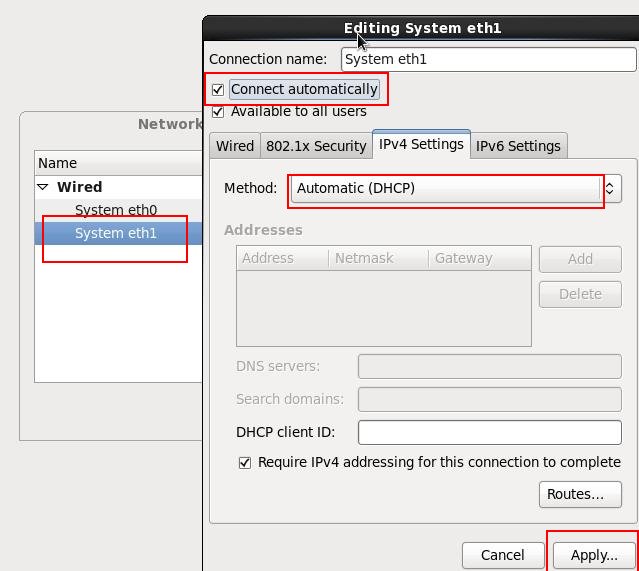 Editing System eth1
Connection name: System eth1
Connect automatically
Available to all users
Network
Name
Wired
System eth0
System eth1
Wired 802.1x Security IPv4 Settings IPv6 Settings
Method: Automatic (DHCP)
Addresses
Address Netmask Gateway Add
Delete
DNS servers:
Search domains:
DHCP client ID:
Require IPv4 addressing for this connection to complete
Routes...
Cancel Apply...